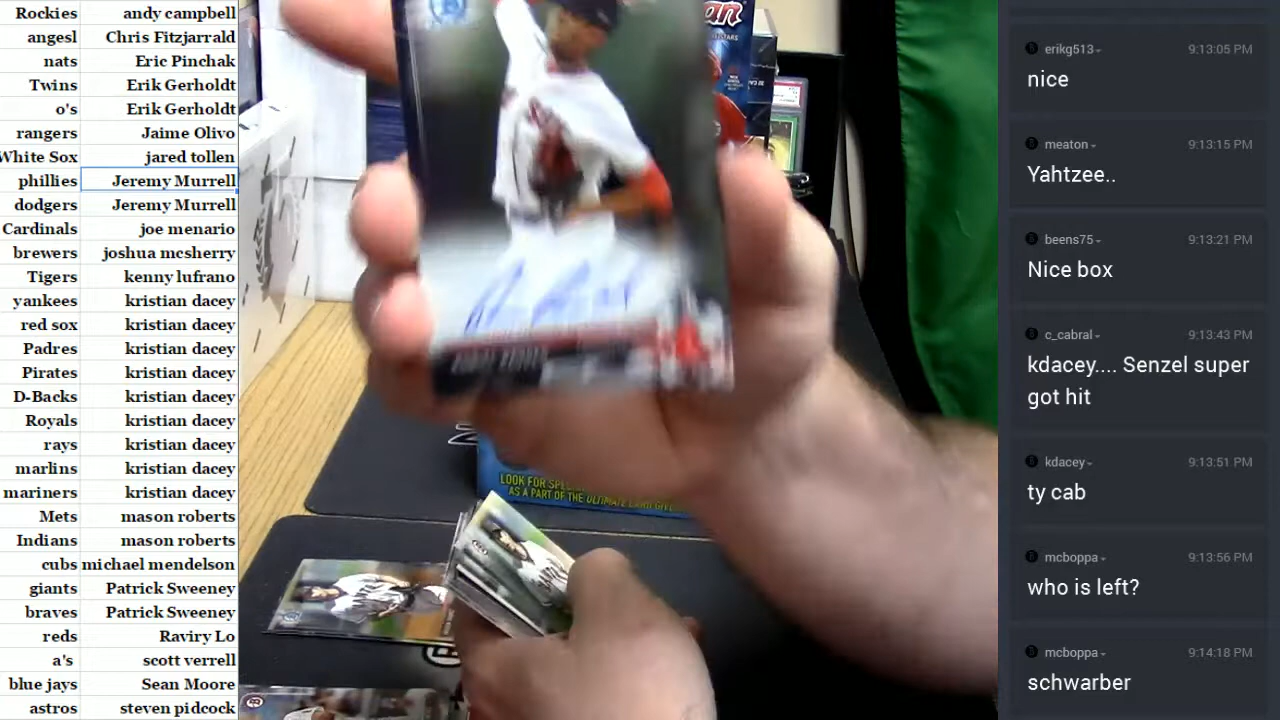 Rockies andy campbell
angesl Chris Fitzjarrald
nats Eric Pinchak
Twins Erik Gerholdt
o's Erik Gerholdt
rangers Jaime Olivo
White Sox jared tollen
phillies Jeremy Murrell
dodgers Jeremy Murrell
Cardinals joe menario
brewers joshua mcsherry
Tigers kenny lufrano
yankees kristian dacey
red sox kristian dacey
Padres kristian dacey
Pirates kristian dacey
D-Backs kristian dacey
Royals kristian dacey
rays kristian dacey
marlins kristian dacey
mariners kristian dacey
Mets mason roberts
Indians mason roberts
cubs michael mendelson
giants Patrick Sweeney
braves Patrick Sweeney
reds Raviry Lo
a's scott verrell
blue jays Sean Moore
astros steven pidcock
LOOK FOR
AS A PART OF THE ULTIMATE
erikg513 9:13:05 PM
nice
meaton 9:13:15 PM
Yahtzee..
beens75 9:13:21 PM
Nice box
c_cabral 9:13:43 PM
kdacey.... Senzel super
got hit
kdacey 9:13:51 PM
ty cab
mcboppa 9:13:56 PM
who is left?
mcboppa 9:14:18 PM
schwarber